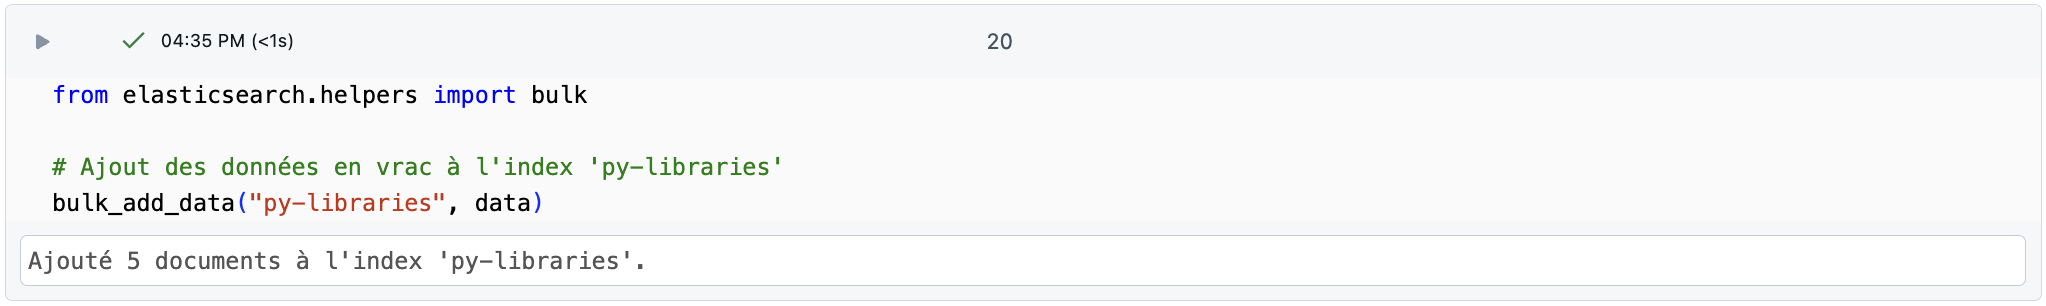 04:35 PM (<1s)
20
from elasticsearch.helpers import bulk
# Ajout des données en vrac à l'index 'py-libraries'
bulk_add_data("py-libraries", data)
Ajouté 5 documents à l'index 'py-libraries'.